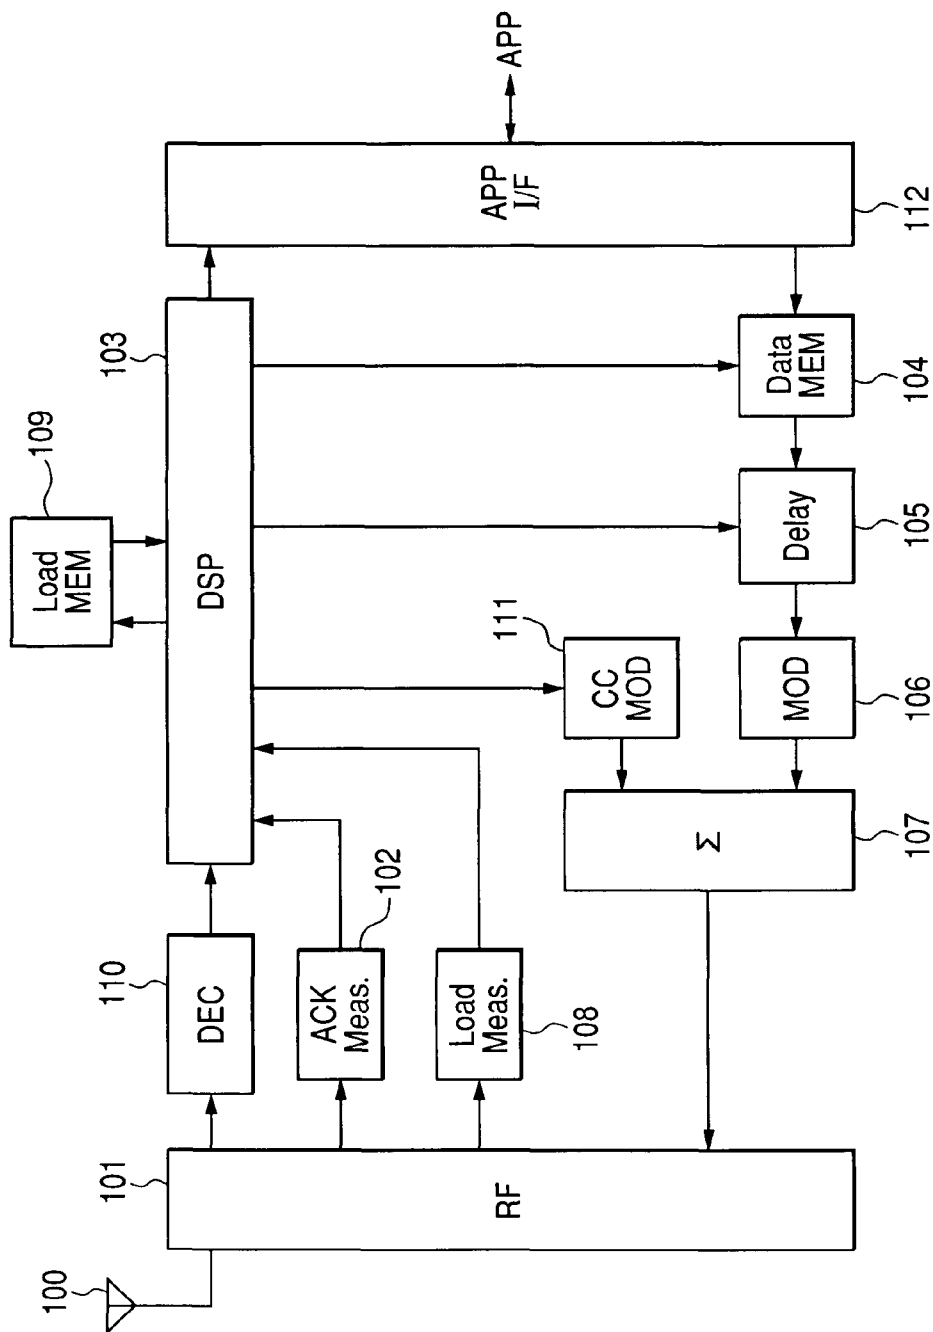 100
101
RF
110
DEC
ACK
Meas.
102
Load
Meas.
108
109
Load
MEM
103
DSP
111
CC
MOD
Σ
107
MOD
106
Delay
105
Data
MEM
104
APP
I/F
112
APP